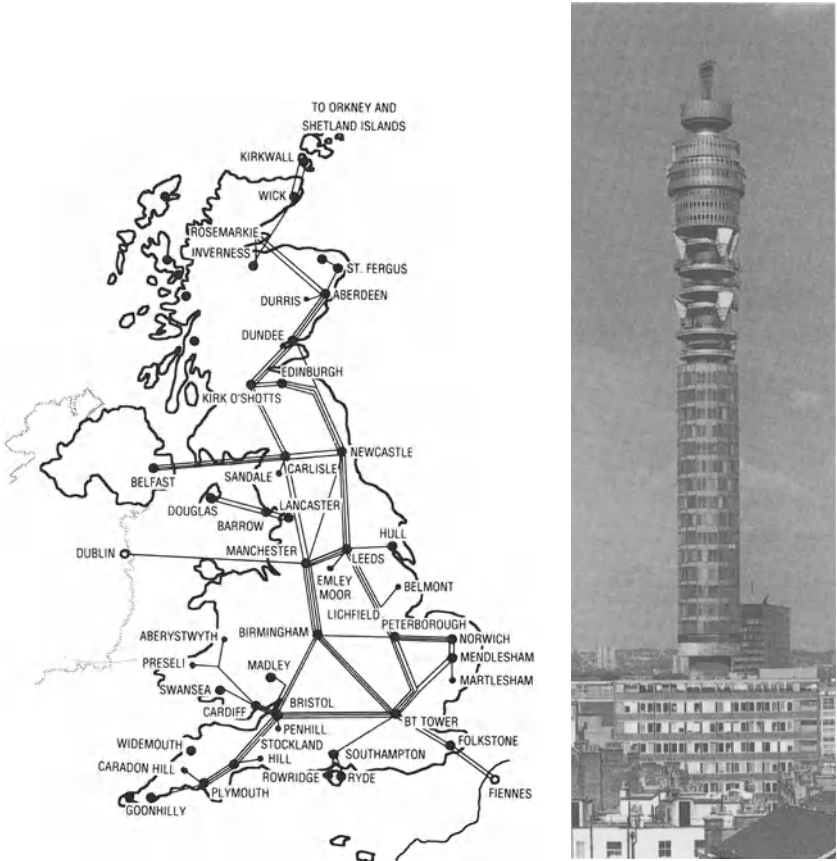 TO ORKNEY AND
SHETLAND ISLANDS
KIRKWALL
WICK
ROSEMARKIE
INVERNESS
ST. FERGUS
DURRIS
ABERDEEN
DUNDEE
EDINBURGH
KIRK O'SHOTTS
NEWCASTLE
CARLISLE
SANDALE
BELFAST
LANCASTER
DOUGLAS
BARROW
HULL
DUBLIN
MANCHESTER
LEEDS
EMLEY
MOOR
BELMONT
LICHFIELD
PETERBOROUGH
BIRMINGHAM
ABERYSTWYTH
NORWICH
MADLEY
MENDLESHAM
PRESELI
MARTLESHAM
SWANSEA
BRISTOL
CARDIFF
BT TOWER
PENHILL
FOLKSTONE
STOCKLAND
HILL
WIDEMOUTH
SOUTHAMPTON
CARADON HILL
ROWRIDGE
RYDE
FIENNES
PLYMOUTH
GOONHILLY